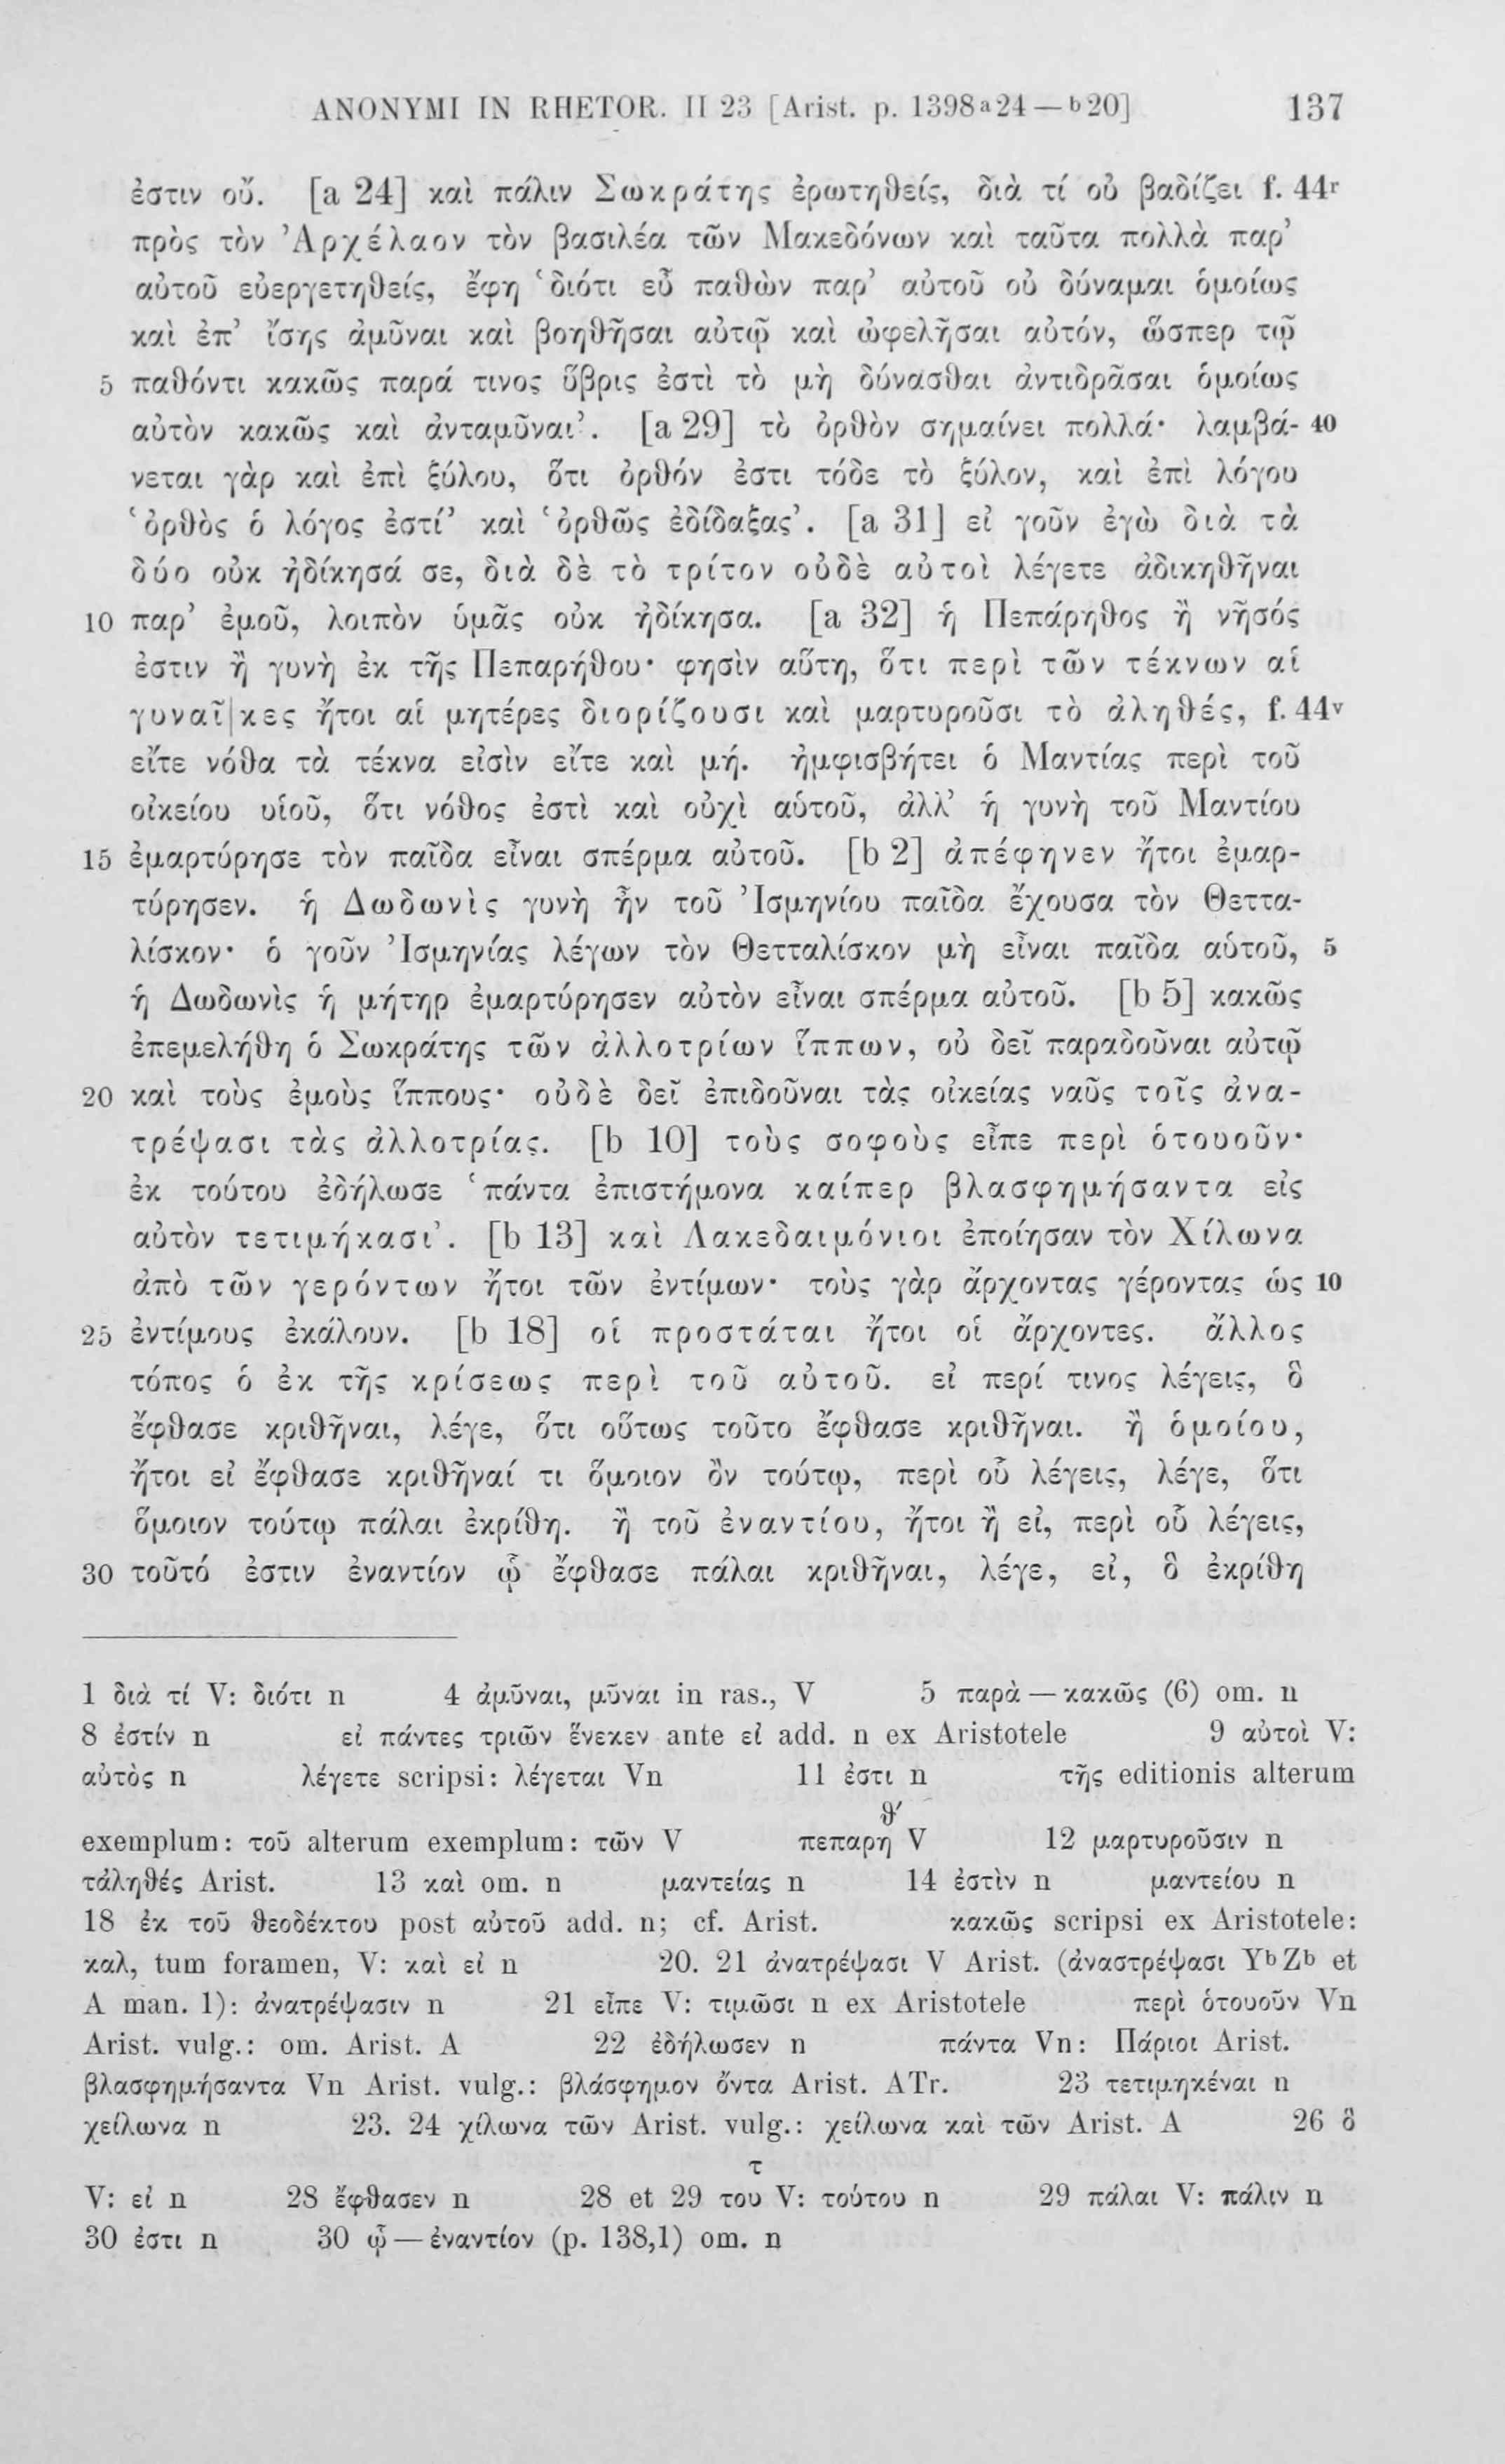 ANONYMI IN RHETOR. II 23 [Arist. p. 1398a24 — b20] 137
ἐστιν οὔ. [a 24] καὶ πάλιν Σωκράτης ἐρωτηθείς, διὰ τί οὐ βαδίζει f. 44r
πρὸς τὸν Ἀρχέλαον τὸν βασιλέα τῶν Μακεδόνων καὶ ταῦτα πολλὰ παρ’
αὐτοῦ εὐεργετηθείς, ἔφη ‘διότι εὖ παθὼν παρ’ αὐτοῦ οὐ δύναμαι ὁμοίως
καὶ ἐπ’ ἴσης ἀμῦναι καὶ βοηθῆσαι αὐτῷ καὶ ὠφελῆσαι αὐτόν, ὥσπερ τῷ
5 παθόντι κακῶς παρά τινος ὕβρις ἐστὶ τὸ μὴ δύνασθαι ἀντιδρᾶσαι ὁμοίως
αὐτὸν κακῶς καὶ ἀνταμῦναι’. [a 29] τὸ ὀρθὸν σημαίνει πολλά· λαμβά- 40
νεται γὰρ καὶ ἐπὶ ξύλου, ὅτι ὀρθόν ἐστι τόδε τὸ ξύλον, καὶ ἐπὶ λόγου
‘ὀρθὸς ὁ λόγος ἐστί’ καὶ ‘ὀρθῶς ἐδίδαξας’. [a 31] εἰ γοῦν ἐγὼ διὰ τὰ
δύο οὐκ ἠδίκησά σε, διὰ δὲ τὸ τρίτον οὐδὲ αὐτοὶ λέγετε ἀδικηθῆναι
10 παρ’ ἐμοῦ, λοιπὸν ὑμᾶς οὐκ ἠδίκησα. [a 32] ἡ Πεπάρηθος ἢ νῆσός
ἐστιν ἢ γυνὴ ἐκ τῆς Πεπαρήθου· φησὶν αὕτη, ὅτι περὶ τῶν τέκνων αἱ
γυναῖ|κες ἤτοι αἱ μητέρες διορίζουσι καὶ μαρτυροῦσι τὸ ἀληθές, f. 44v
εἴτε νόθα τὰ τέκνα εἰσὶν εἴτε καὶ μή. ἠμφισβήτει ὁ Μαντίας περὶ τοῦ
οἰκείου υἱοῦ, ὅτι νόθος ἐστὶ καὶ οὐχὶ αὑτοῦ, ἀλλ’ ἡ γυνὴ τοῦ Μαντίου
15 ἐμαρτύρησε τὸν παῖδα εἶναι σπέρμα αὐτοῦ. [b 2] ἀπέφηνεν ἤτοι ἐμαρ-
τύρησεν. ἡ Δωδωνὶς γυνὴ ἦν τοῦ Ἰσμηνίου παῖδα ἔχουσα τὸν Θεττα-
λίσκον· ὁ γοῦν Ἰσμηνίας λέγων τὸν Θετταλίσκον μὴ εἶναι παῖδα αὑτοῦ, 5
ἡ Δωδωνὶς ἡ μήτηρ ἐμαρτύρησεν αὐτὸν εἶναι σπέρμα αὐτοῦ. [b 5] κακῶς
ἐπεμελήθη ὁ Σωκράτης τῶν ἀλλοτρίων ἵππων, οὐ δεῖ παραδοῦναι αὐτῷ
20 καὶ τοὺς ἐμοὺς ἵππους· οὐδὲ δεῖ ἐπιδοῦναι τὰς οἰκείας ναῦς τοῖς ἀνα-
τρέψασι τὰς ἀλλοτρίας. [b 10] τοὺς σοφοὺς εἶπε περὶ ὁτουοῦν·
ἐκ τούτου ἐδήλωσε ‘πάντα ἐπιστήμονα καίπερ βλασφημήσαντα εἰς
αὐτὸν τετιμήκασι’. [b 13] καὶ Λακεδαιμόνιοι ἐποίησαν τὸν Χίλωνα
ἀπὸ τῶν γερόντων ἤτοι τῶν ἐντίμων· τοὺς γὰρ ἄρχοντας γέροντας ὡς 10
25 ἐντίμους ἐκάλουν. [b 18] οἱ προστάται ἤτοι οἱ ἄρχοντες. ἄλλος
τόπος ὁ ἐκ τῆς κρίσεως περὶ τοῦ αὐτοῦ. εἰ περί τινος λέγεις, ὃ
ἔφθασε κριθῆναι, λέγε, ὅτι οὕτως τοῦτο ἔφθασε κριθῆναι. ἢ ὁμοίου,
ἤτοι εἰ ἔφθασε κριθῆναί τι ὅμοιον ὂν τούτῳ, περὶ οὗ λέγεις, λέγε, ὅτι
ὅμοιον τούτῳ πάλαι ἐκρίθη. ἢ τοῦ ἐναντίου, ἤτοι ἢ εἰ, περὶ οὗ λέγεις,
30 τοῦτό ἐστιν ἐναντίον ᾧ ἔφθασε πάλαι κριθῆναι, λέγε, εἰ, ὃ ἐκρίθη
1 διὰ τί V: διότι n 4 ἀμῦναι, μῦναι in ras., V 5 παρὰ — κακῶς (6) om. n
8 ἐστίν n εἰ πάντες τριῶν ἕνεκεν ante εἰ add. n ex Aristotele 9 αὐτοὶ V:
αὐτὸς n λέγετε scripsi: λέγεται Vn 11 ἐστι n τῆς editionis alterum
exemplum: τοῦ alterum exemplum: τῶν V πεπαρηθ′ V 12 μαρτυροῦσιν n
τἀληθές Arist. 13 καὶ om. n μαντείας n 14 ἐστὶν n μαντείου n
18 ἐκ τοῦ θεοδέκτου post αὐτοῦ add. n; cf. Arist. κακῶς scripsi ex Aristotele:
καλ, tum foramen, V: καὶ εἰ n 20. 21 ἀνατρέψασι V Arist. (ἀναστρέψασι Yb Zb et
A man. 1): ἀνατρέψασιν n 21 εἶπε V: τιμῶσι n ex Aristotele περὶ ὁτουοῦν Vn
Arist. vulg.: om. Arist. A 22 ἐδήλωσεν n πάντα Vn: Πάριοι Arist.
βλασφημήσαντα Vn Arist. vulg.: βλάσφημον ὄντα Arist. ATr. 23 τετιμηκέναι n
χείλωνα n 23. 24 χίλωνα τῶν Arist. vulg.: χείλωνα καὶ τῶν Arist. A 26 ὃ
V: εἰ n 28 ἔφθασεν n 28 et 29 τουτ V: τούτου n 29 πάλαι V: πάλιν n
30 ἐστι n 30 ᾧ — ἐναντίον (p. 138,1) om. n